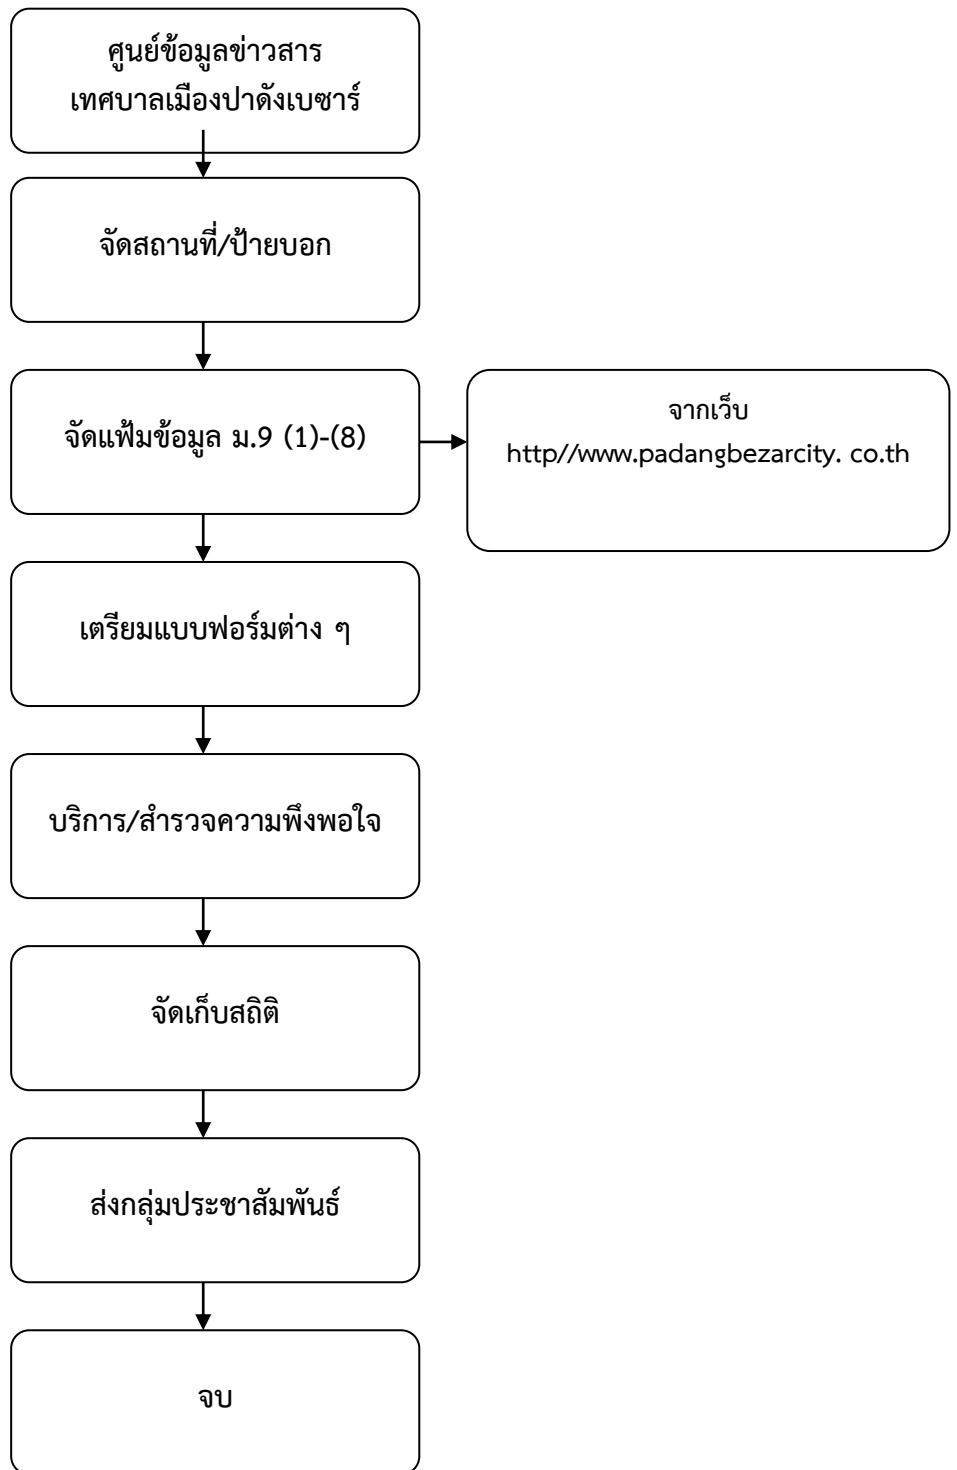 ศูนย์ข้อมูลข่าวสาร
เทศบาลเมืองปาดังเบซาร์
จัดสถานที่/ป้ายบอก
จัดแฟ้มข้อมูล ม.9 (1)-(8)
จากเว็บ
http//www.padangbezarcity. co.th
เตรียมแบบฟอร์มต่าง ๆ
บริการ/สำรวจความพึงพอใจ
จัดเก็บสถิติ
ส่งกลุ่มประชาสัมพันธ์
จบ